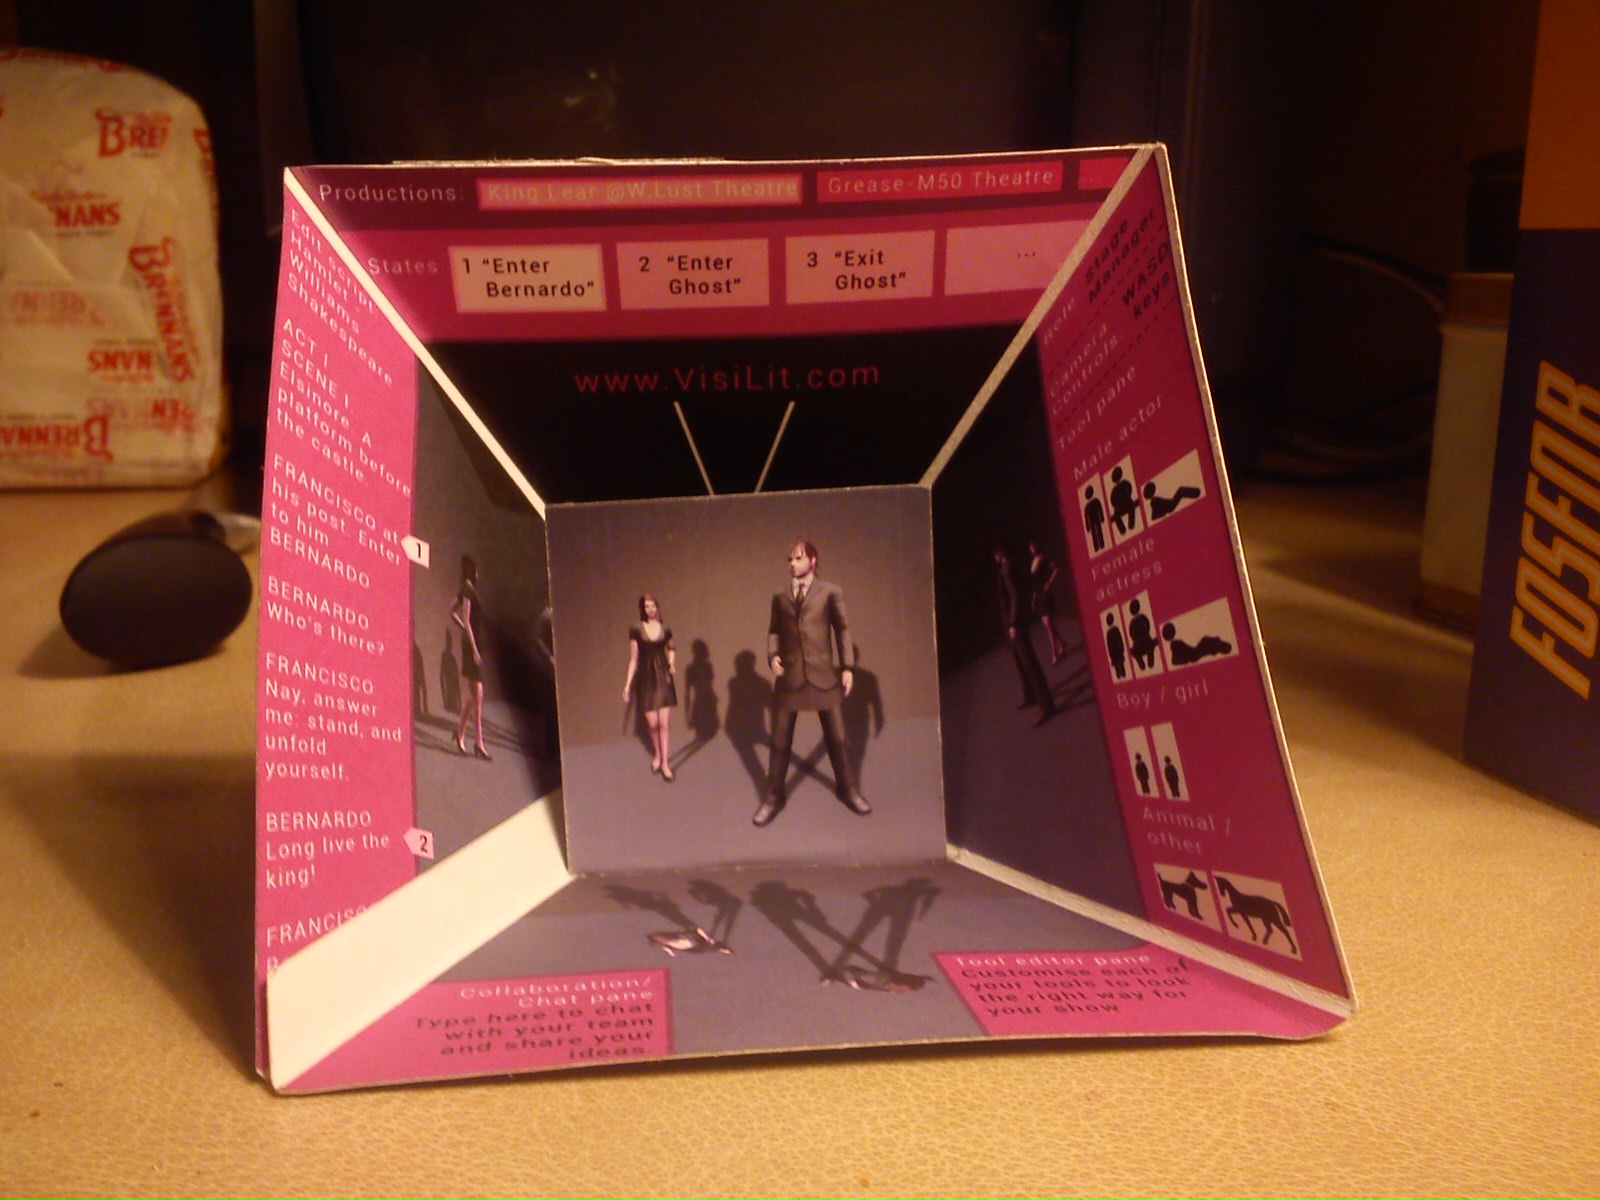 Productions: King Lear @W.Lust Theatre Grease-M50 Theatre ...
States: 1 "Enter Bernardo" 2 "Enter Ghost" 3 "Exit Ghost" ...
www.VisiLit.com
Edit script:
Hamlet -
William
Shakespeare
ACT I
SCENE I.
Elsinore. A
platform before
the castle.
FRANCISCO at
his post. Enter
to him
BERNARDO
1
BERNARDO
Who's there?
FRANCISCO
Nay, answer
me: stand, and
unfold
yourself.
BERNARDO
Long live the
king!
2
FRANCISCO
Role
Stage
Manager
Camera
Controls:
WASD
keys
Tool pane:
Male actor
Female
actress
Boy / girl
Animal /
other
Collaboration/
Chat pane
Type here to chat
with your team
and share your
ideas.
Tool editor pane
Customise each of
your tools to look
the right way for
your show
BRENNANS
NANS
BRENNANS
NANS
BRENNANS
FOSFOR